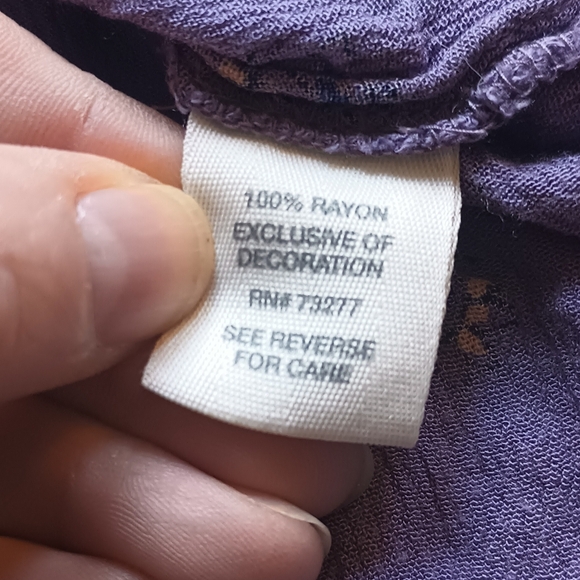 100% RAYON
EXCLUSIVE OF
DECORATION
RN# 73277
SEE REVERSE
FOR CARE